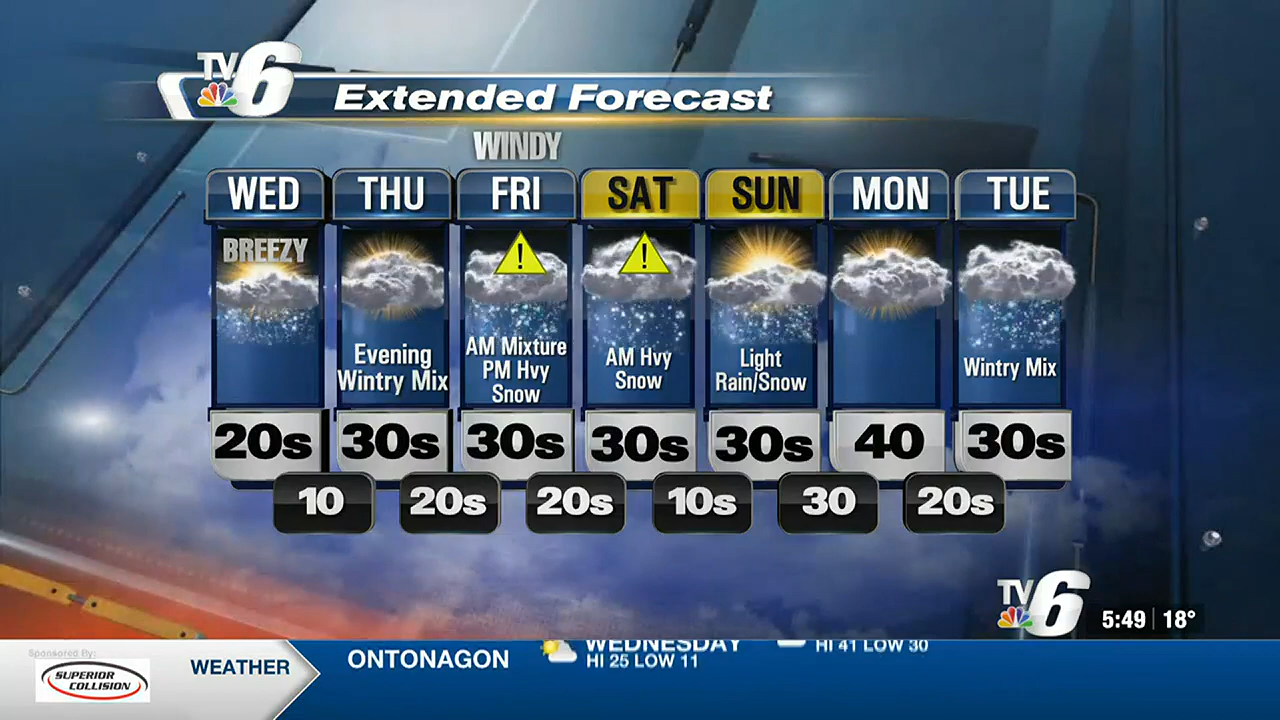 TV6
Extended Forecast
WINDY
WED THU FRI SAT SUN MON TUE
BREEZY
!
!
Evening
Wintry Mix
AM Mixture
PM Hvy
Snow
AM Hvy
Snow
Light
Rain/Snow
Wintry Mix
20s 30s 30s 30s 30s 40 30s
10 20s 20s 10s 30 20s
TV6
5:49 18°
Sponsored By:
SUPERIOR
COLLISION
WEATHER
ONTONAGON
WEDNESDAY
HI 25 LOW 11
HI 41 LOW 30